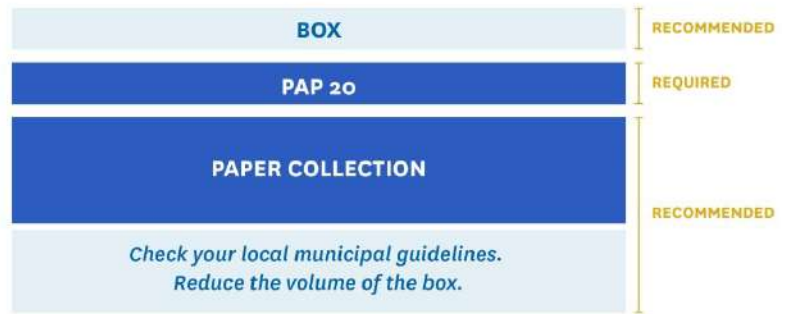 BOX
RECOMMENDED
PAP 20
REQUIRED
PAPER COLLECTION
RECOMMENDED
Check your local municipal guidelines.
Reduce the volume of the box.